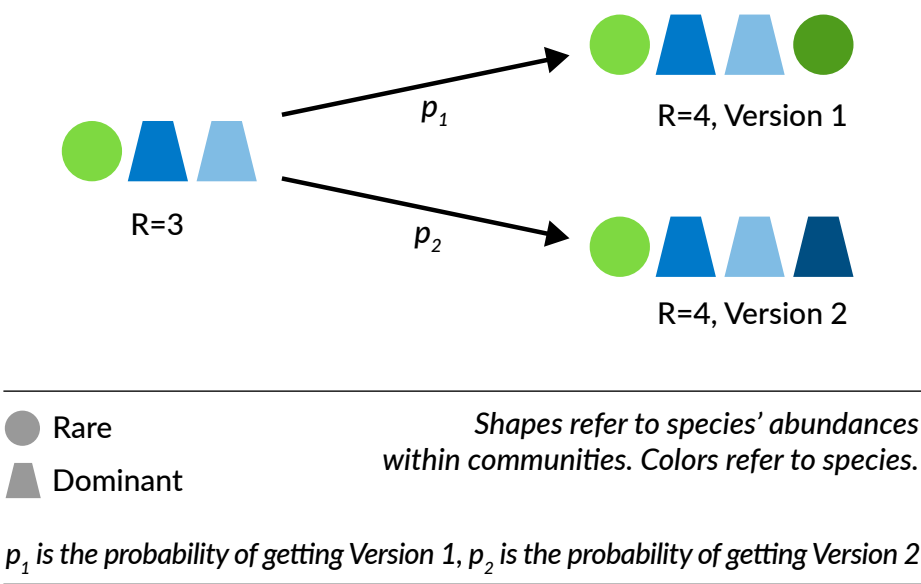 p1
R=4, Version 1
R=3
p2
R=4, Version 2
Rare
Dominant
Shapes refer to species’ abundances
within communities. Colors refer to species.
p1 is the probability of getting Version 1, p2 is the probability of getting Version 2